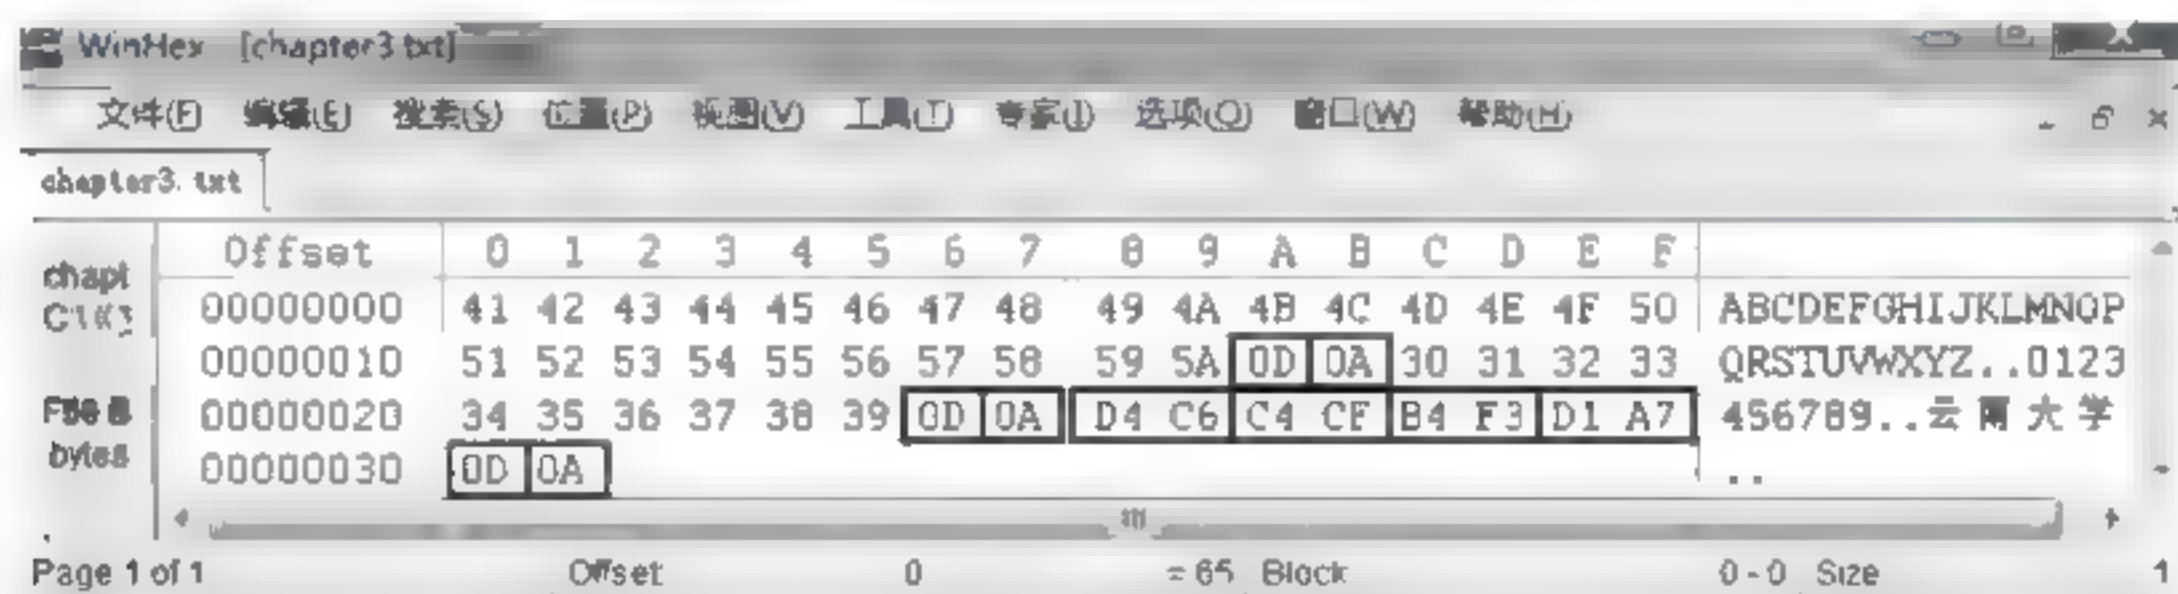 WinHex [chapter3.txt]
文件(F) 编辑(E) 搜索(S) 位置(P) 视图(V) 工具(T) 专家(I) 选项(O) 窗口(W) 帮助(H)
chapter3.txt
Offset 0 1 2 3 4 5 6 7 8 9 A B C D E F
chapt
00000000 41 42 43 44 45 46 47 48 49 4A 4B 4C 4D 4E 4F 50 ABCDEFGHIJKLMNOP
00000010 51 52 53 54 55 56 57 58 59 5A 0D 0A 30 31 32 33 QRSTUVWXYZ..0123
00000020 34 35 36 37 38 39 0D 0A D4 C6 C4 CF B4 F3 D1 A7 456789..云南大学
bytes
00000030 0D 0A ..
Page 1 of 1 Offset 0 = 65 Block 0 - 0 Size 1